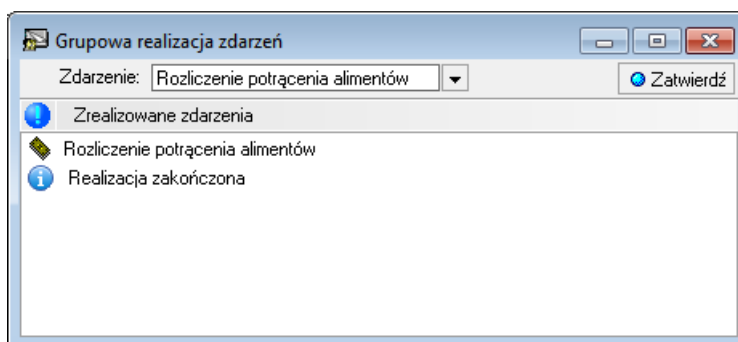 Grupowa realizacja zdarzeń
Zdarzenie: Rozliczenie potrącenia alimentów Zatwierdź
Zrealizowane zdarzenia
Rozliczenie potrącenia alimentów
Realizacja zakończona